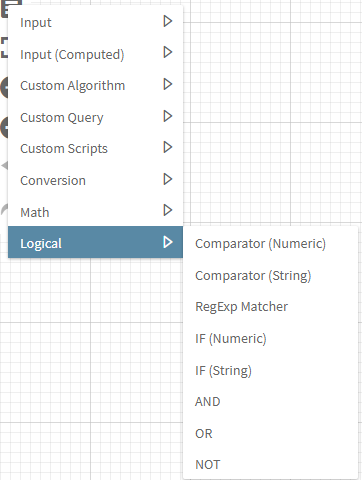 Input
Input (Computed)
Custom Algorithm
Custom Query
Custom Scripts
Conversion
Math
Logical
Comparator (Numeric)
Comparator (String)
RegExp Matcher
IF (Numeric)
IF (String)
AND
OR
NOT